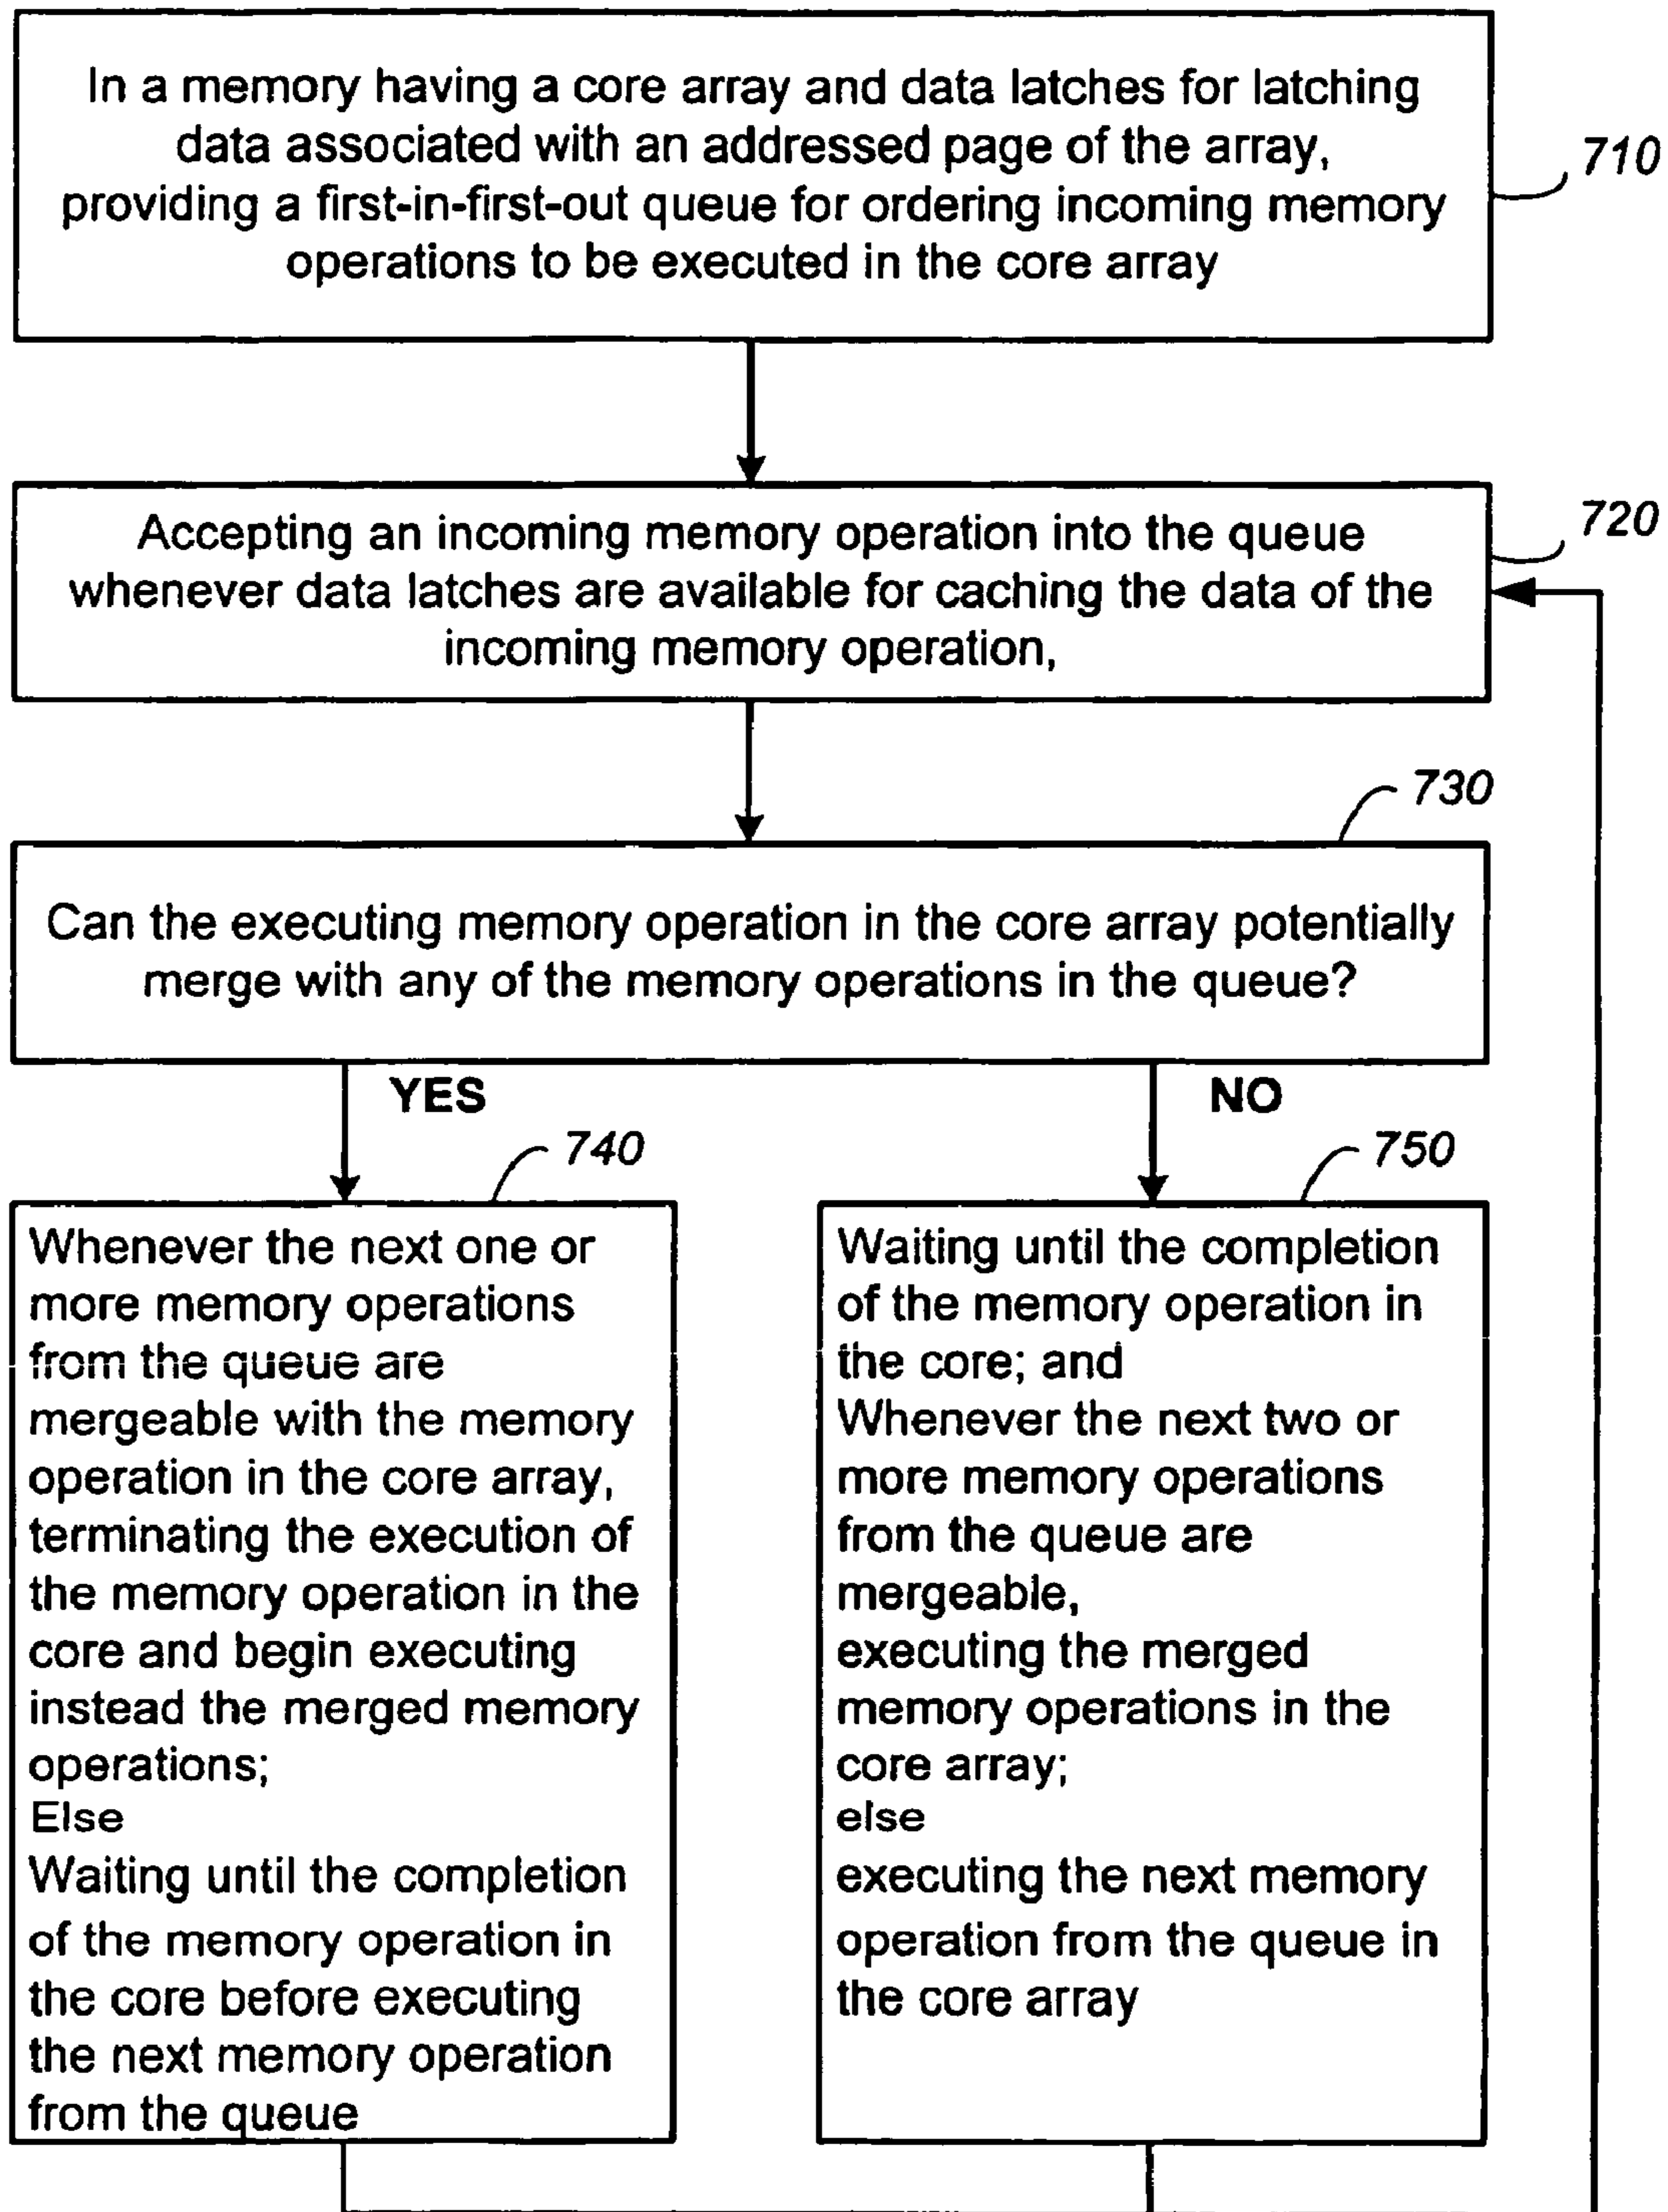 In a memory having a core array and data latches for latching
data associated with an addressed page of the array,
providing a first-in-first-out queue for ordering incoming memory
operations to be executed in the core array
710
Accepting an incoming memory operation into the queue
whenever data latches are available for caching the data of the
incoming memory operation,
720
730
Can the executing memory operation in the core array potentially
merge with any of the memory operations in the queue?
YES
NO
740
Whenever the next one or
more memory operations
from the queue are
mergeable with the memory
operation in the core array,
terminating the execution of
the memory operation in the
core and begin executing
instead the merged memory
operations;
Else
Waiting until the completion
of the memory operation in
the core before executing
the next memory operation
from the queue
750
Waiting until the completion
of the memory operation in
the core; and
Whenever the next two or
more memory operations
from the queue are
mergeable,
executing the merged
memory operations in the
core array;
else
executing the next memory
operation from the queue in
the core array